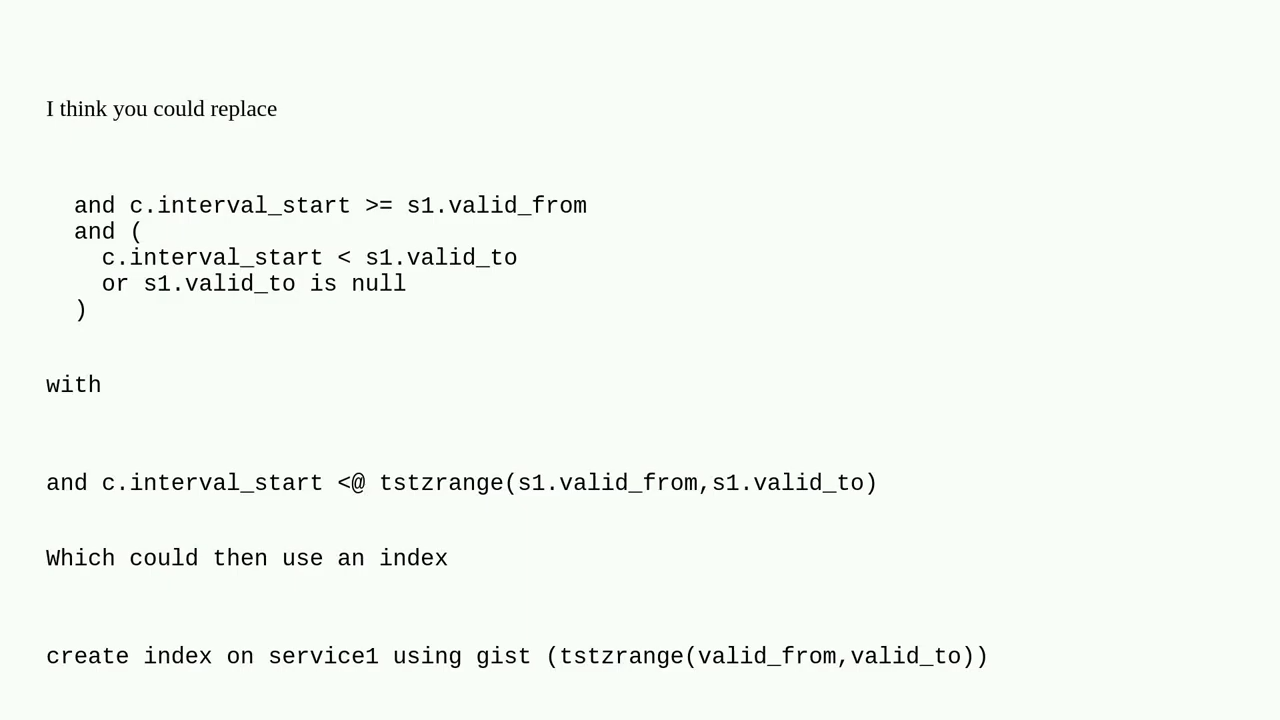 I think you could replace
and c.interval_start >= s1.valid_from
and (
c.interval_start < s1.valid_to
or s1.valid_to is null
)
with
and c.interval_start <@ tstzrange(s1.valid_from,s1.valid_to)
Which could then use an index
create index on service1 using gist (tstzrange(valid_from,valid_to))